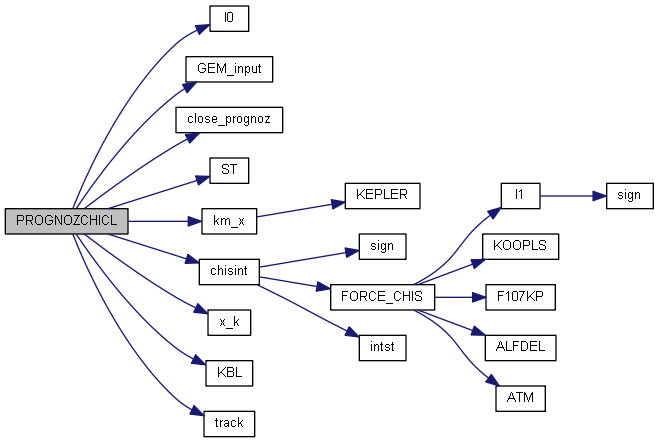 PROGNOZCHICL
I0
GEM_input
close_prognoz
ST
km_x
chisint
x_k
KBL
track
KEPLER
sign
FORCE_CHIS
intst
I1
KOOPLS
F107KP
ALFDEL
ATM
sign